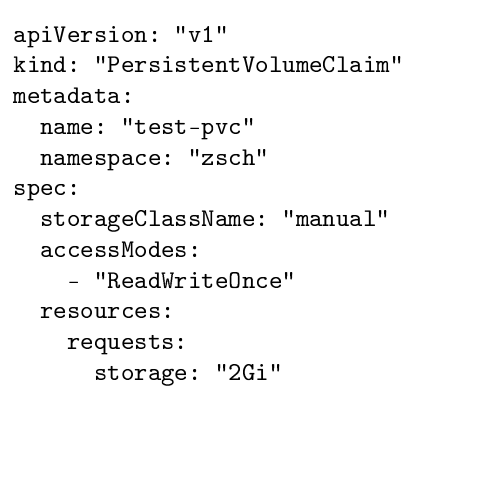 apiVersion: "v1"
kind: "PersistentVolumeClaim"
metadata:
  name: "test-pvc"
  namespace: "zsch"
spec:
  storageClassName: "manual"
  accessModes:
    - "ReadWriteOnce"
  resources:
    requests:
      storage: "2Gi"